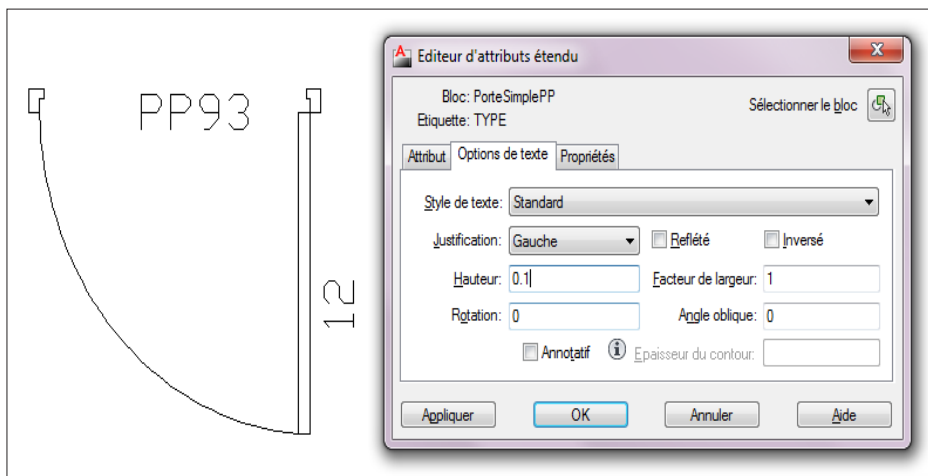 PP93
12
Editeur d'attributs étendu
Bloc: PorteSimplePP
Etiquette: TYPE
Sélectionner le bloc
Attribut Options de texte Propriétés
Style de texte: Standard
Justification: Gauche Reflété Inversé
Hauteur: 0.1 Facteur de largeur: 1
Rotation: 0 Angle oblique: 0
Annotatif Epaisseur du contour:
Appliquer OK Annuler Aide